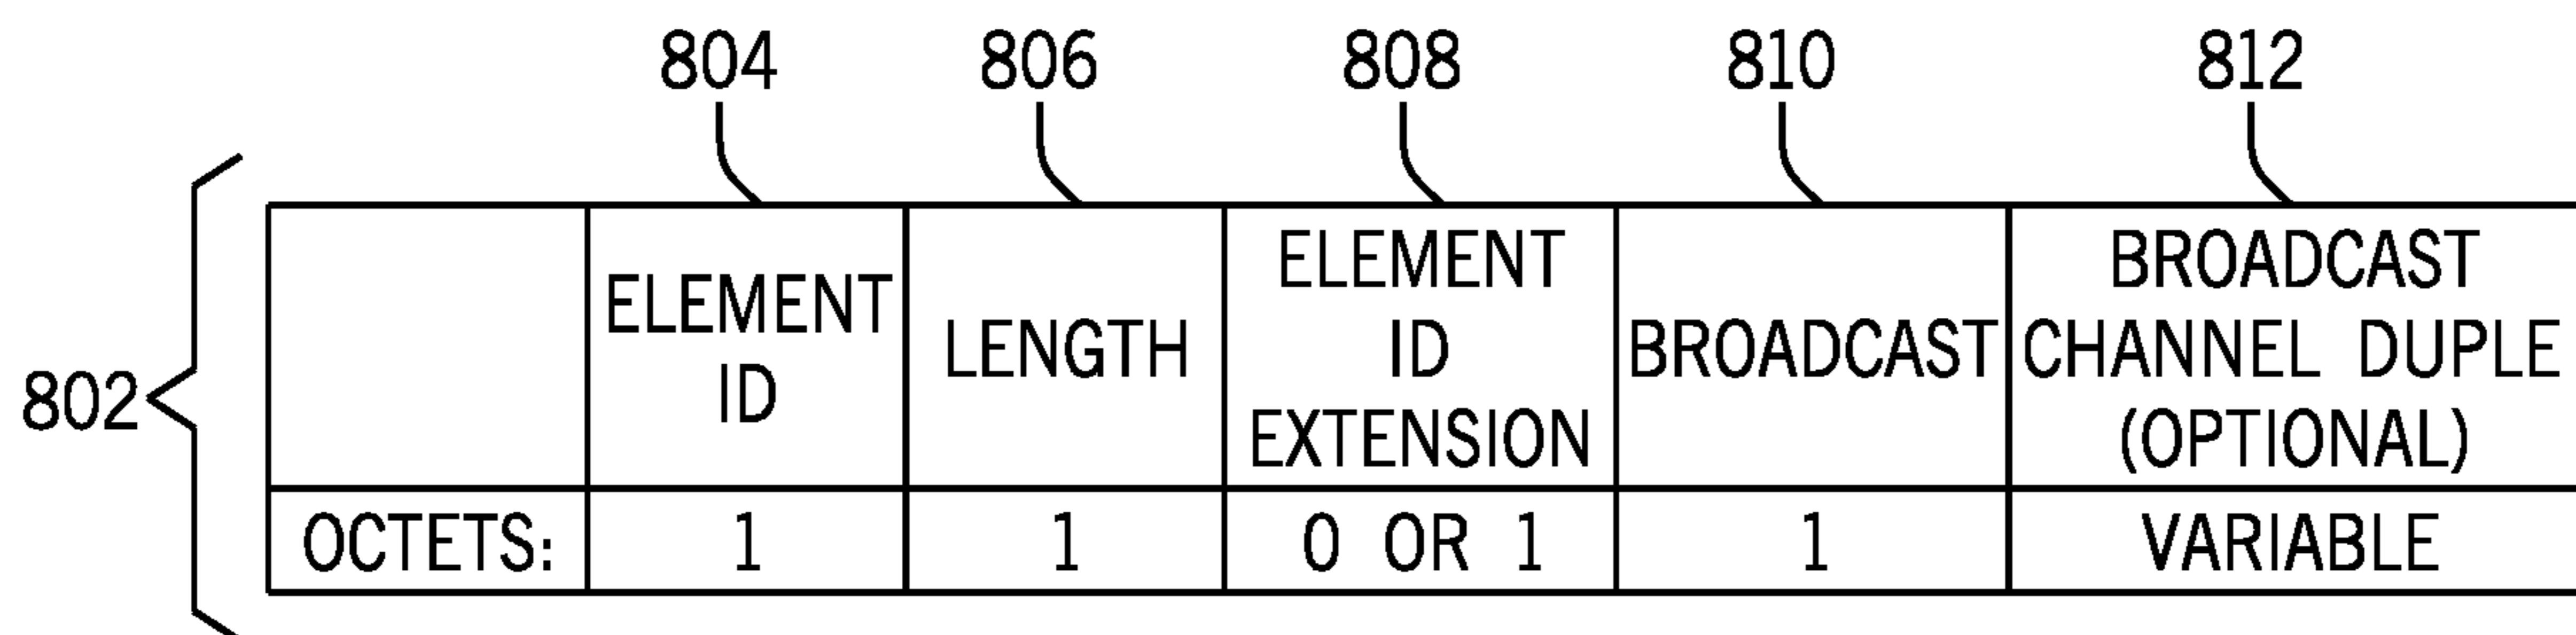 804 806 808 810 812
802
ELEMENT
ID
LENGTH
ELEMENT
ID
EXTENSION
BROADCAST
BROADCAST
CHANNEL DUPLE
(OPTIONAL)
OCTETS: 1 1 0 OR 1 1 VARIABLE